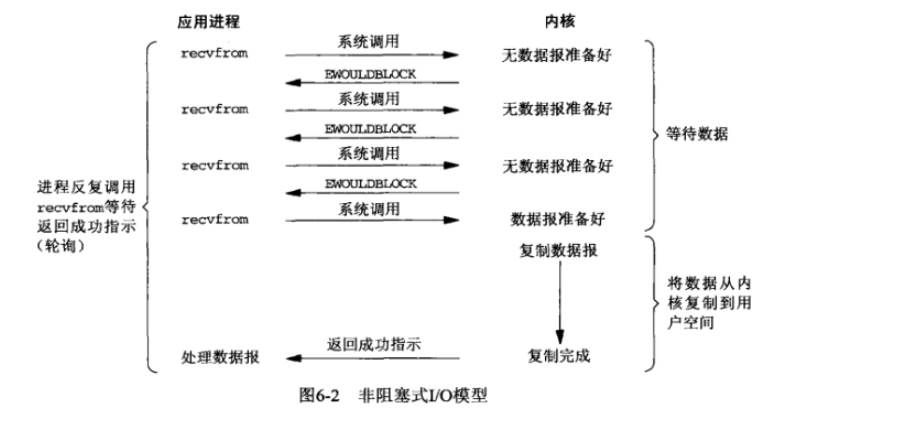 应用进程
内核
recvfrom
系统调用
无数据报准备好
EWOULDBLOCK
recvfrom
系统调用
无数据报准备好
EWOULDBLOCK
等待数据
recvfrom
系统调用
无数据报准备好
EWOULDBLOCK
进程反复调用
recvfrom等待
返回成功指示
(轮询)
recvfrom
系统调用
数据报准备好
复制数据报
将数据从内
核复制到用
户空间
处理数据报
返回成功指示
复制完成
图6-2 非阻塞式I/O模型